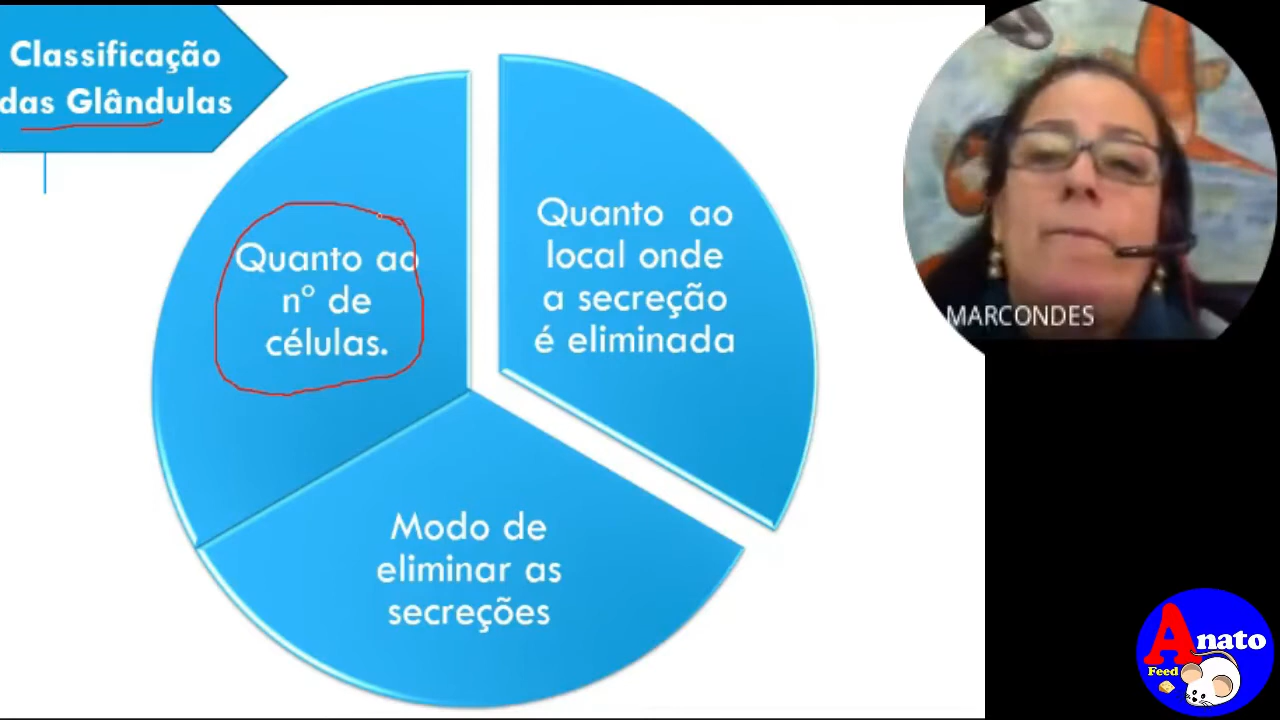 Classificação
das Glândulas
Quanto ao
nº de
células.
Quanto ao
local onde
a secreção
é eliminada
Modo de
eliminar as
secreções
MARCONDES
Anato
Feed